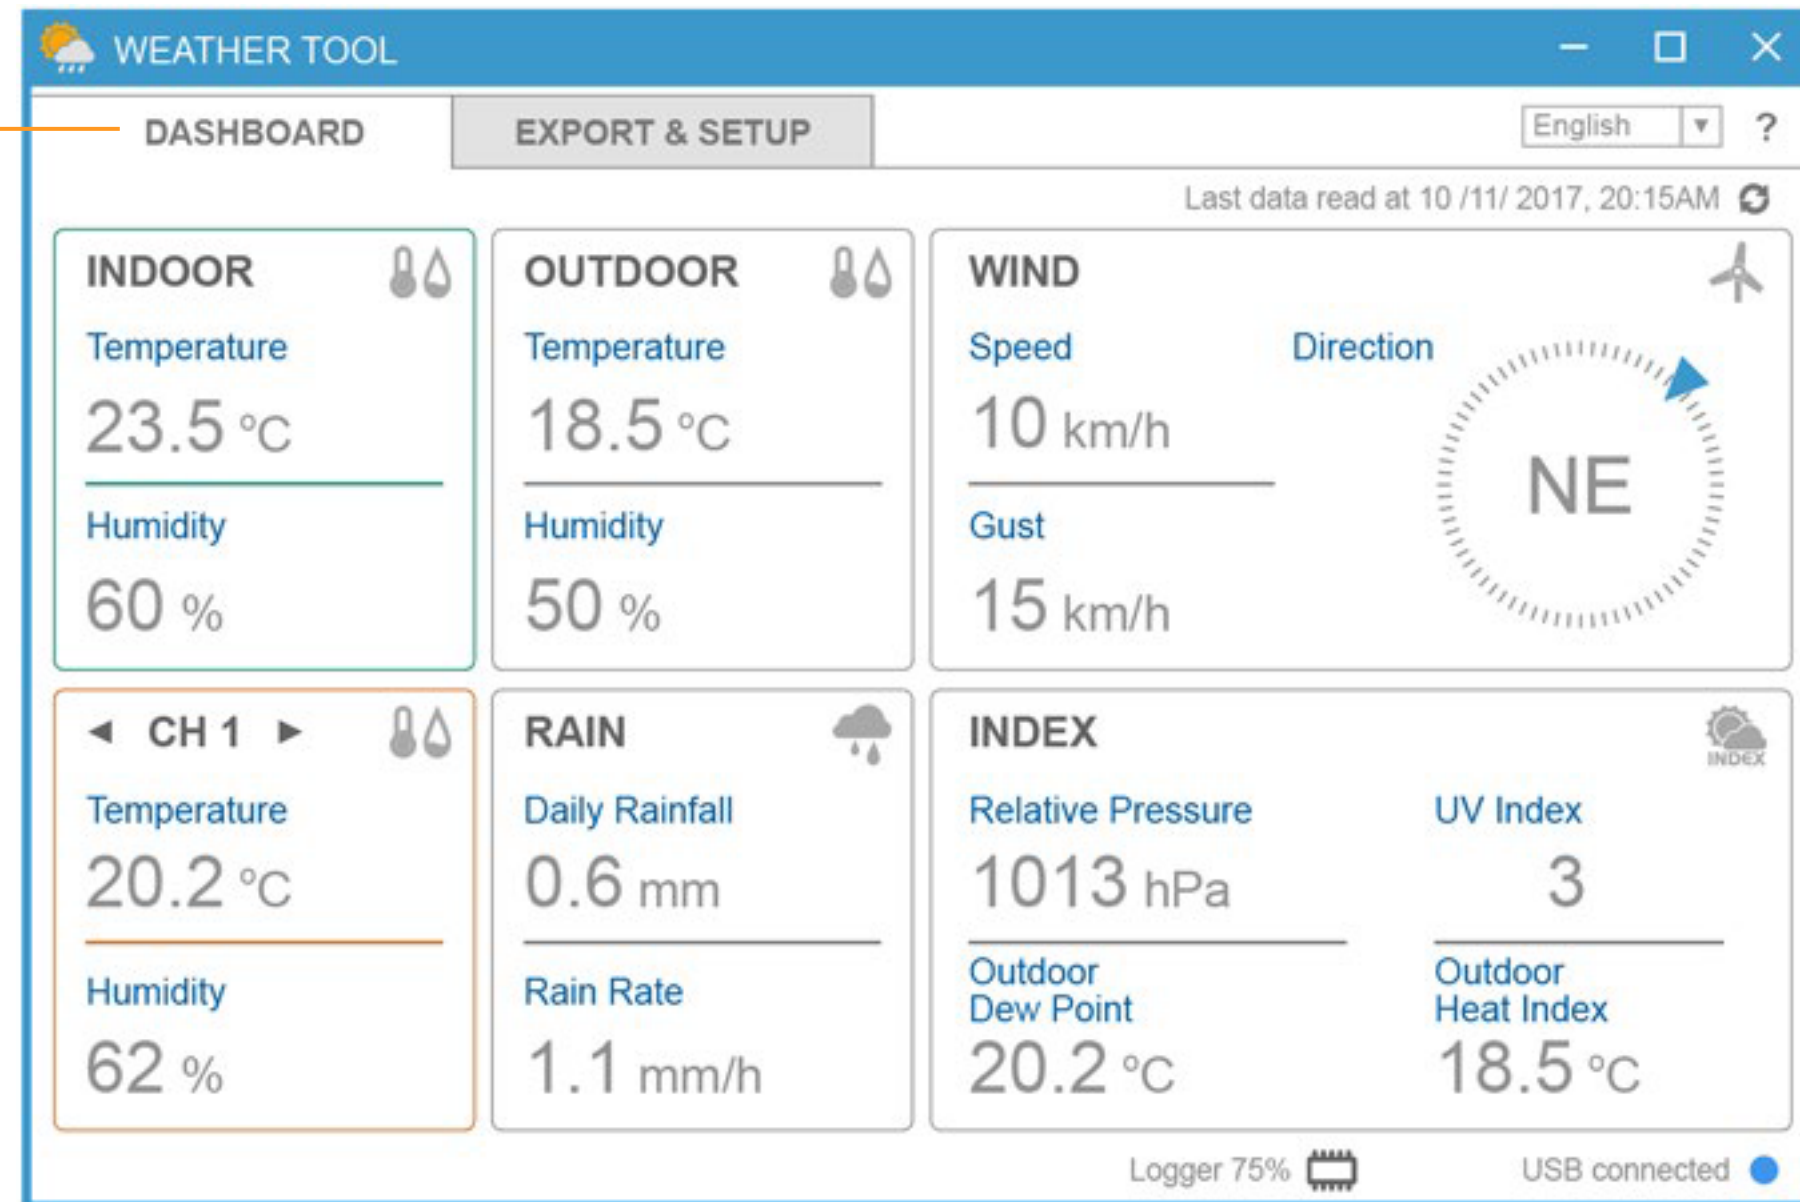 WEATHER TOOL
DASHBOARD
EXPORT & SETUP
English
?
Last data read at 10 /11/ 2017, 20:15AM
INDOOR
Temperature
23.5 °C
Humidity
60 %
OUTDOOR
Temperature
18.5 °C
Humidity
50 %
WIND
Speed
10 km/h
Gust
15 km/h
Direction
NE
CH 1
Temperature
20.2 °C
Humidity
62 %
RAIN
Daily Rainfall
0.6 mm
Rain Rate
1.1 mm/h
INDEX
INDEX
Relative Pressure
1013 hPa
UV Index
3
Outdoor
Dew Point
20.2 °C
Outdoor
Heat Index
18.5 °C
Logger 75%
USB connected